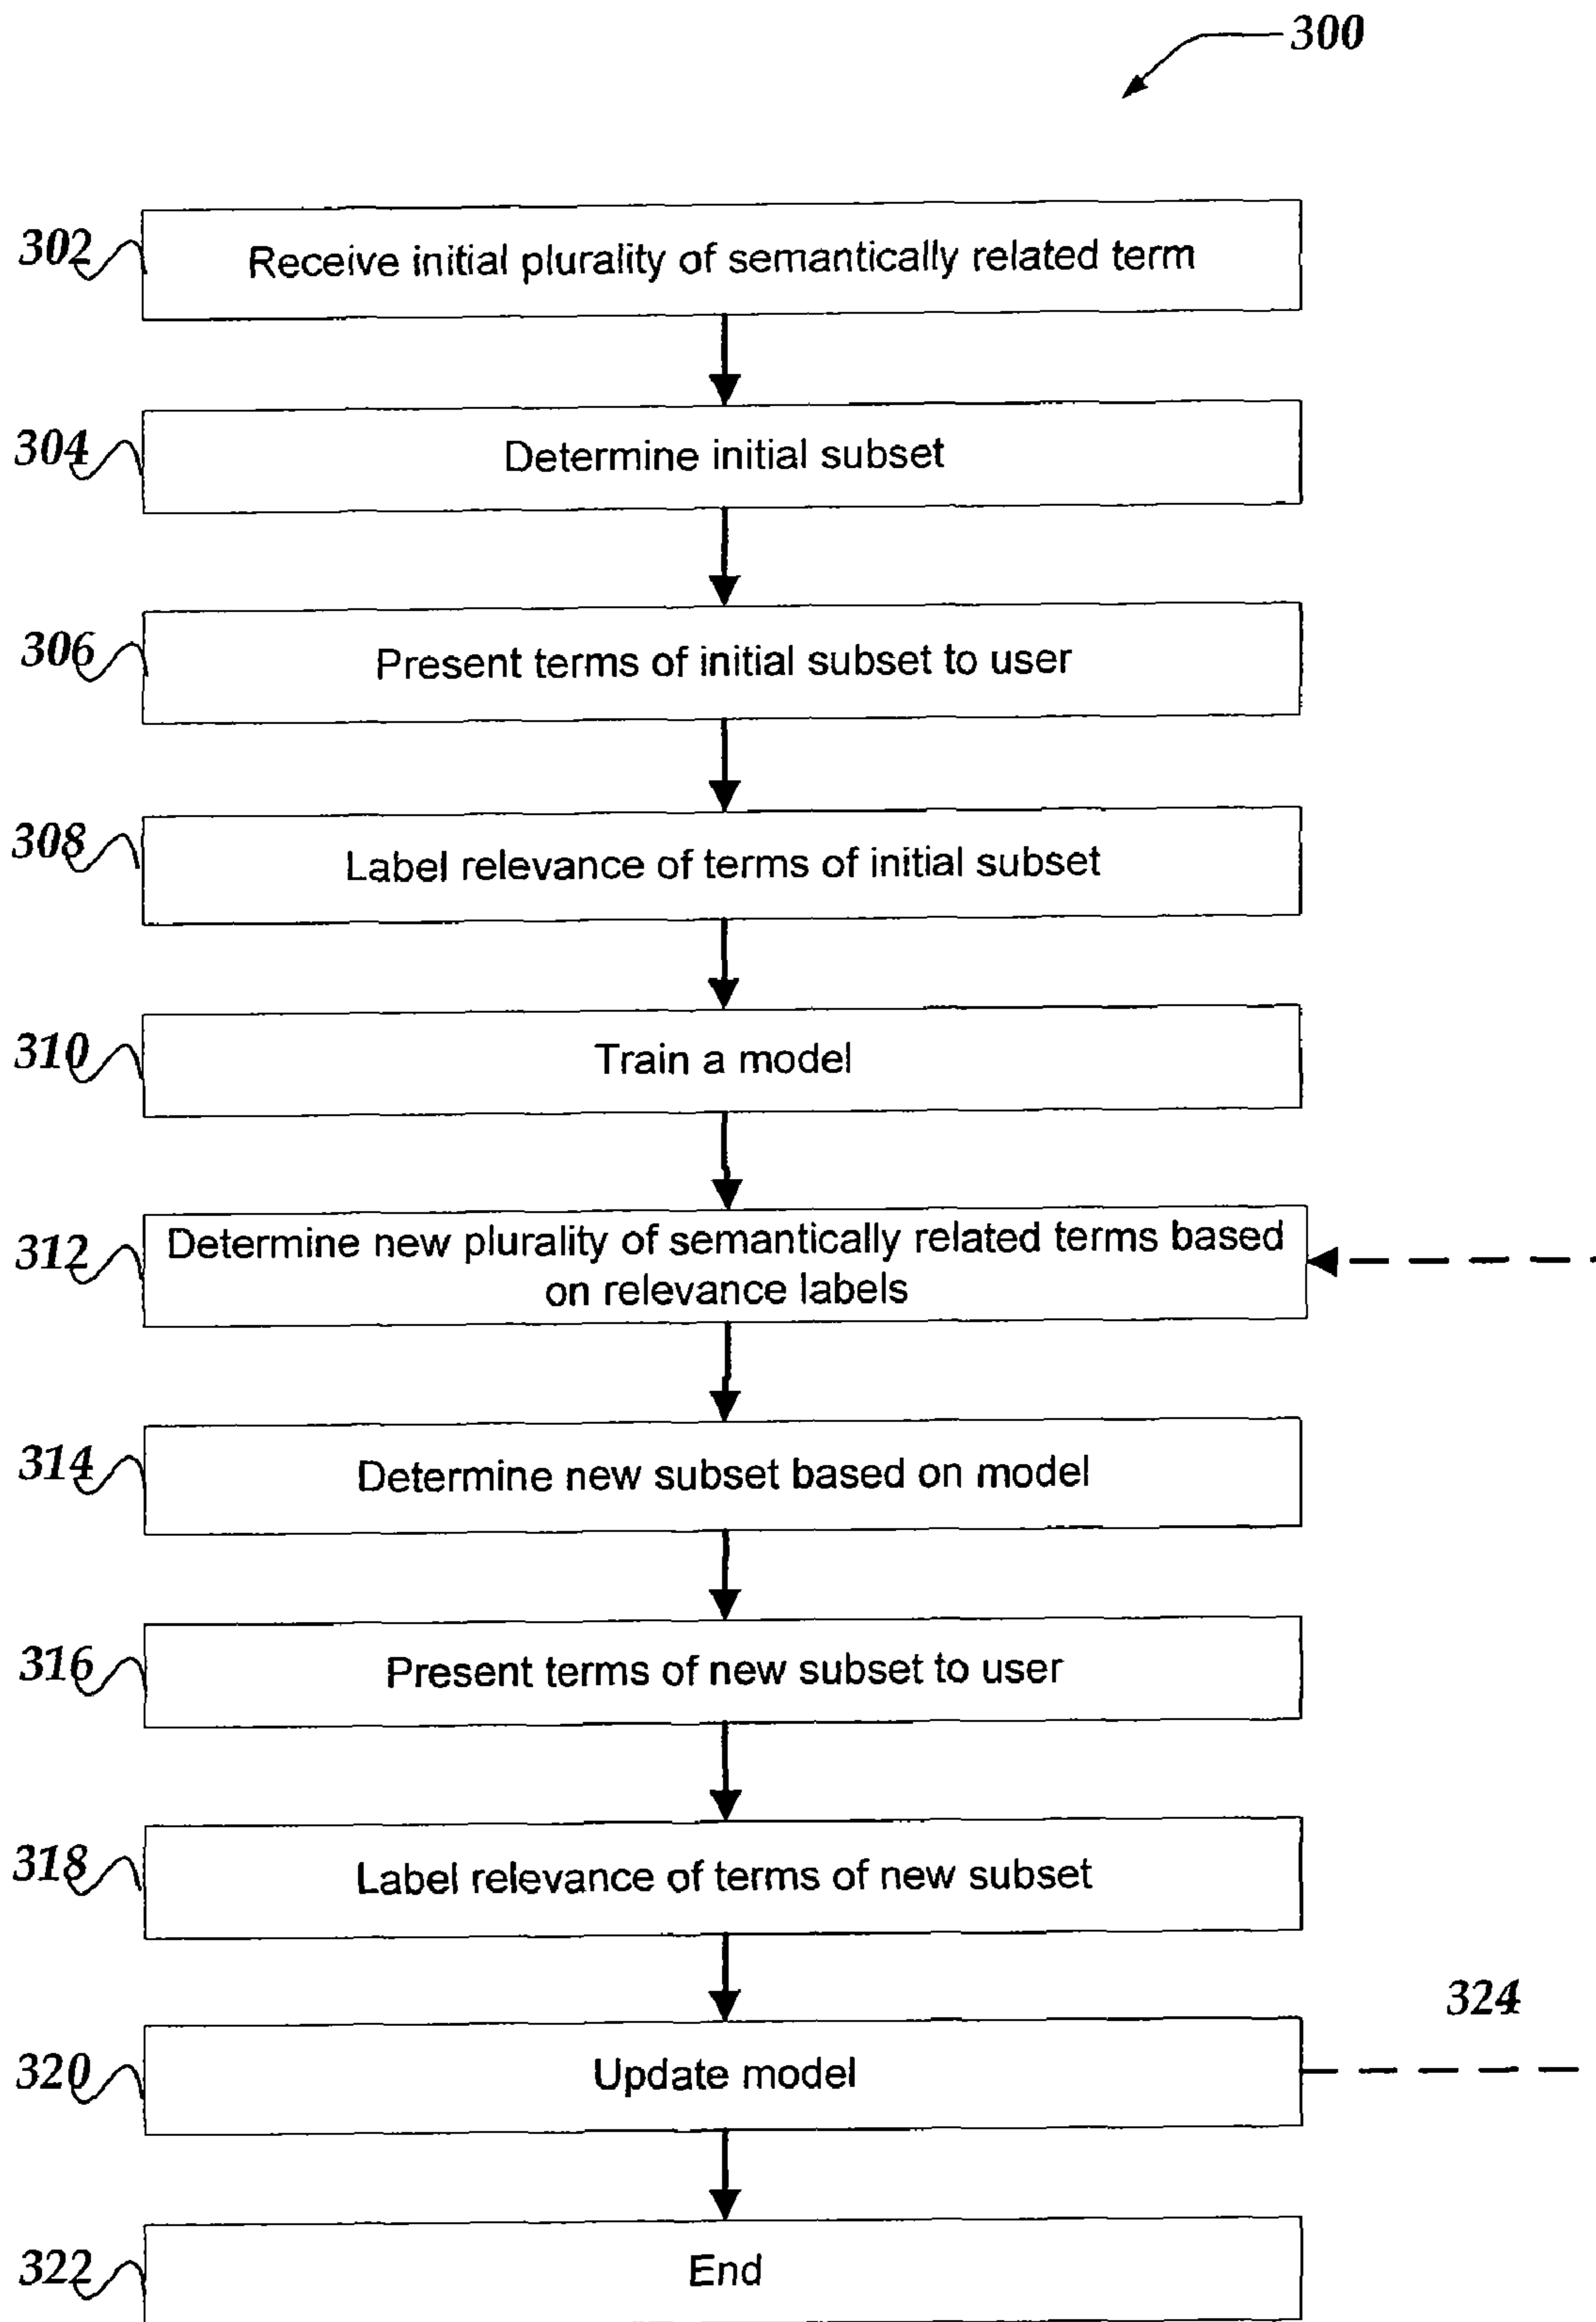 300
302
Receive initial plurality of semantically related term
304
Determine initial subset
306
Present terms of initial subset to user
308
Label relevance of terms of initial subset
310
Train a model
312
Determine new plurality of semantically related terms based
on relevance labels
314
Determine new subset based on model
316
Present terms of new subset to user
318
Label relevance of terms of new subset
324
320
Update model
322
End